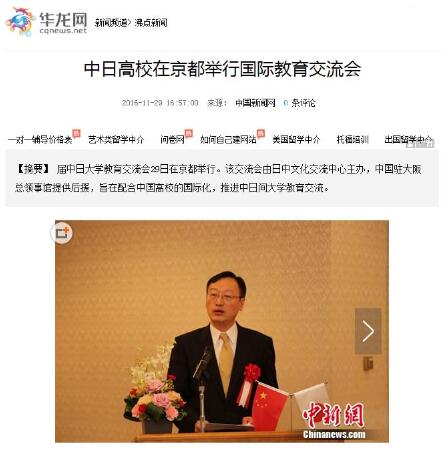 华龙网
cqnews.net
新闻频道> 沸点新闻
中日高校在京都举行国际教育交流会
2016-11-29 16:57:00 来源: 中国新闻网 0 条评论
一对一辅导价格表 艺术类留学中介 问卷网 如何自己建网站 美国留学中介 托福培训 出国留学中介
【摘要】 届中日大学教育交流会29日在京都举行。该交流会由日中文化交流中心主办，中国驻大阪
总领事馆提供后援，旨在配合中国高校的国际化，推进中日间大学教育交流。
中新网
Chinanews.com